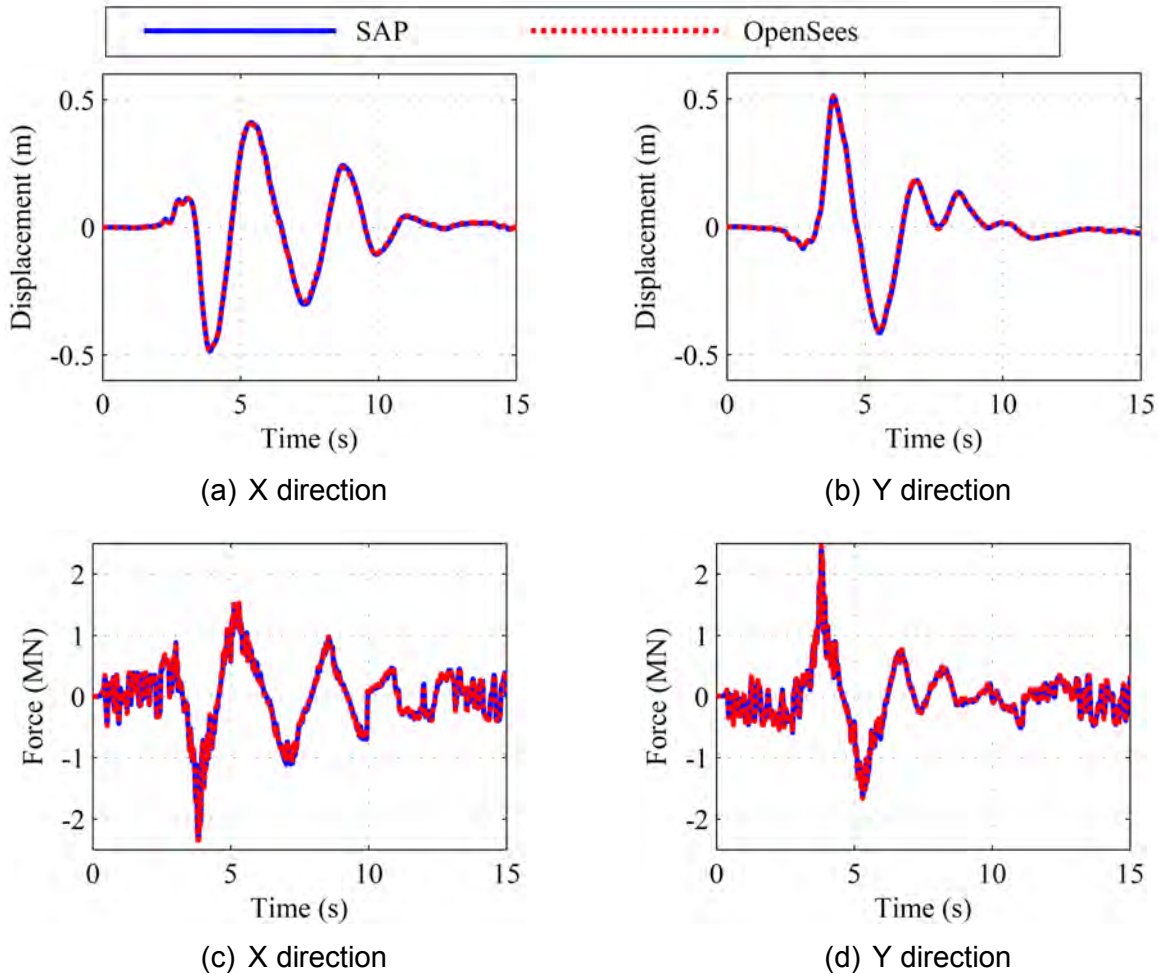 SAP OpenSees
0.5 0.5
Displacement (m) Displacement (m)
0 0
-0.5 -0.5
0 5 10 15 0 5 10 15
Time (s) Time (s)
(a) X direction (b) Y direction
2 2
1 1
Force (MN) Force (MN)
0 0
-1 -1
-2 -2
0 5 10 15 0 5 10 15
Time (s) Time (s)
(c) X direction (d) Y direction